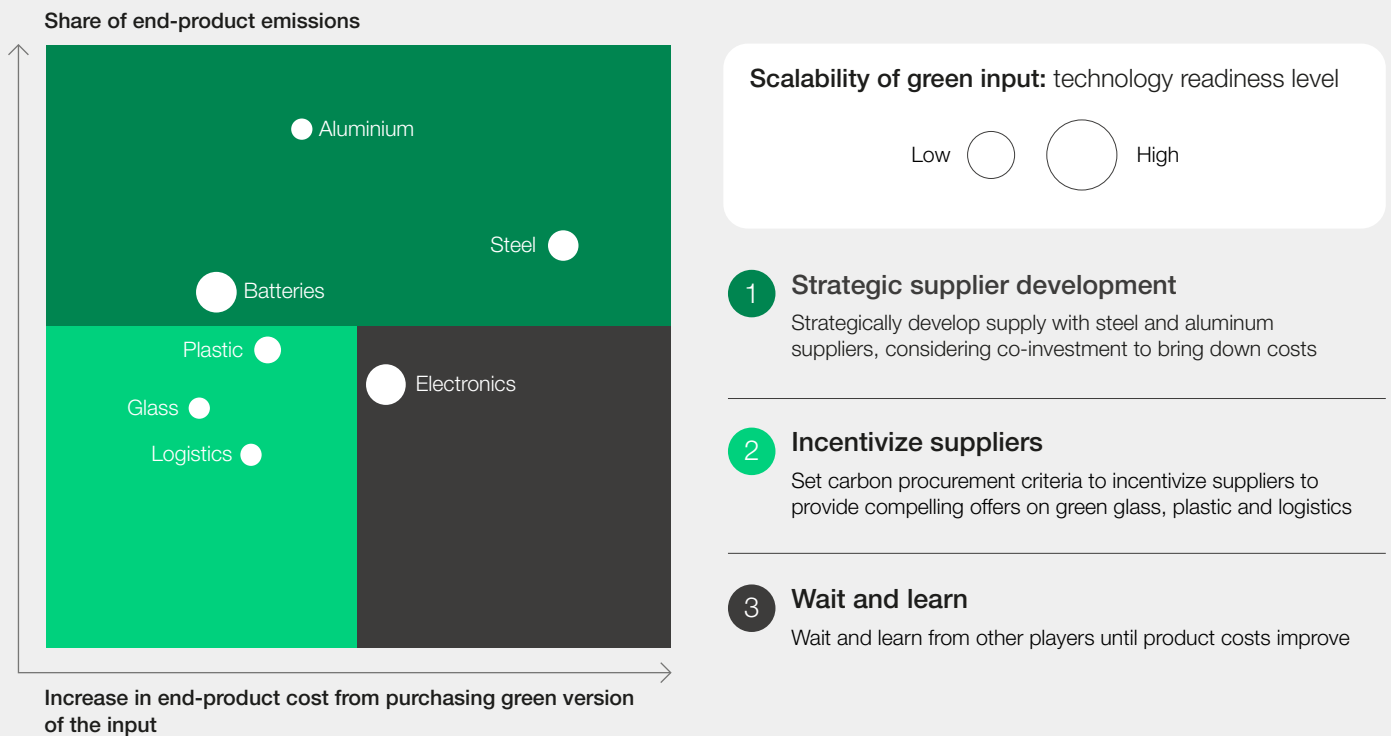 Share of end-product emissions
Aluminium
Steel
Batteries
Plastic
Electronics
Glass
Logistics
Increase in end-product cost from purchasing green version
of the input
Scalability of green input: technology readiness level
Low
High
1
Strategic supplier development
Strategically develop supply with steel and aluminum
suppliers, considering co-investment to bring down costs
2
Incentivize suppliers
Set carbon procurement criteria to incentivize suppliers to
provide compelling offers on green glass, plastic and logistics
3
Wait and learn
Wait and learn from other players until product costs improve